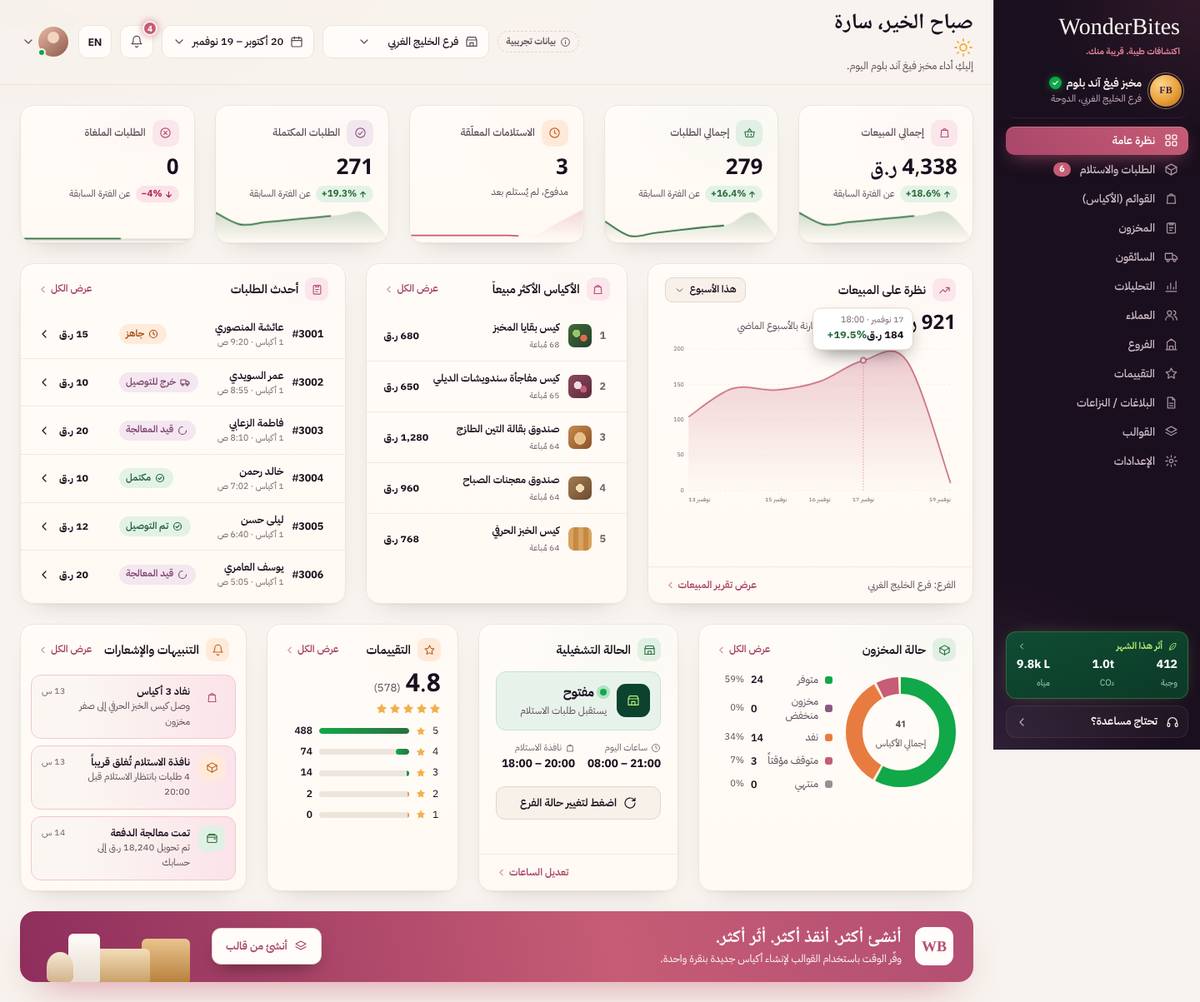 WonderBites
اكتشافات طيبة. قريبة منك.
FB
مخبز فيغ آند بلوم
فرع الخليج الغربي، الدوحة
نظرة عامة
الطلبات والاستلام 6
القوائم (الأكياس)
المخزون
السائقون
التحليلات
العملاء
الفروع
التقييمات
البلاغات / النزاعات
القوالب
الإعدادات
أثر هذا الشهر
412 1.0t 9.8k L
وجبة CO₂ مياه
تحتاج مساعدة؟
صباح الخير، سارة
إليكِ أداء مخبز فيغ آند بلوم اليوم.
بيانات تجريبية
فرع الخليج الغربي
20 أكتوبر – 19 نوفمبر
4
EN
إجمالي المبيعات
4,338 ر.ق
+18.6% عن الفترة السابقة
إجمالي الطلبات
279
+16.4% عن الفترة السابقة
الاستلامات المعلّقة
3
مدفوع، لم يُستلم بعد
الطلبات المكتملة
271
+19.3% عن الفترة السابقة
الطلبات الملغاة
0
−4% عن الفترة السابقة
نظرة على المبيعات
هذا الأسبوع
921
بالأسبوع الماضي
17 نوفمبر · 18:00
184 ر.ق +19.5%
200
150
100
50
0
13 نوفمبر 15 نوفمبر 16 نوفمبر 17 نوفمبر 19 نوفمبر
الفرع: فرع الخليج الغربي
عرض تقرير المبيعات
الأكياس الأكثر مبيعاً
عرض الكل
1 كيس بقايا المخبز 680 ر.ق
68 مُباعة
2 كيس مفاجأة سندويشات الديلي 650 ر.ق
65 مُباعة
3 صندوق بقالة التين الطازج 1,280 ر.ق
64 مُباعة
4 صندوق معجنات الصباح 960 ر.ق
64 مُباعة
5 كيس الخبز الحرفي 768 ر.ق
64 مُباعة
أحدث الطلبات
عرض الكل
#3001 عائشة المنصوري جاهز 15 ر.ق
1 أكياس · 9:20 ص
#3002 عمر السويدي خرج للتوصيل 10 ر.ق
1 أكياس · 8:55 ص
#3003 فاطمة الزعابي قيد المعالجة 20 ر.ق
1 أكياس · 8:10 ص
#3004 خالد رحمن مكتمل 10 ر.ق
1 أكياس · 7:02 ص
#3005 ليلى حسن تم التوصيل 12 ر.ق
1 أكياس · 6:40 ص
#3006 يوسف العامري قيد المعالجة 20 ر.ق
1 أكياس · 5:05 ص
حالة المخزون
عرض الكل
41
إجمالي الأكياس
متوفر 24 59%
مخزون منخفض 0 0%
نفد 14 34%
متوقف مؤقتاً 3 7%
منتهي 0 0%
الحالة التشغيلية
مفتوح
يستقبل طلبات الاستلام
ساعات اليوم
08:00 – 21:00
نافذة الاستلام
18:00 – 20:00
اضغط لتغيير حالة الفرع
تعديل الساعات
التقييمات
عرض الكل
4.8 (578)
5 488
4 74
3 14
2 2
1 0
التنبيهات والإشعارات
عرض الكل
نفاد 3 أكياس 13 س
وصل كيس الخبز الحرفي إلى صفر
مخزون
نافذة الاستلام تُغلق قريباً 13 س
4 طلبات بانتظار الاستلام قبل
20:00
تمت معالجة الدفعة 14 س
تم تحويل 18,240 ر.ق إلى
حسابك
WB
أنشئ أكثر. أنقذ أكثر. أثّر أكثر.
وفّر الوقت باستخدام القوالب لإنشاء أكياس جديدة بنقرة واحدة.
أنشئ من قالب